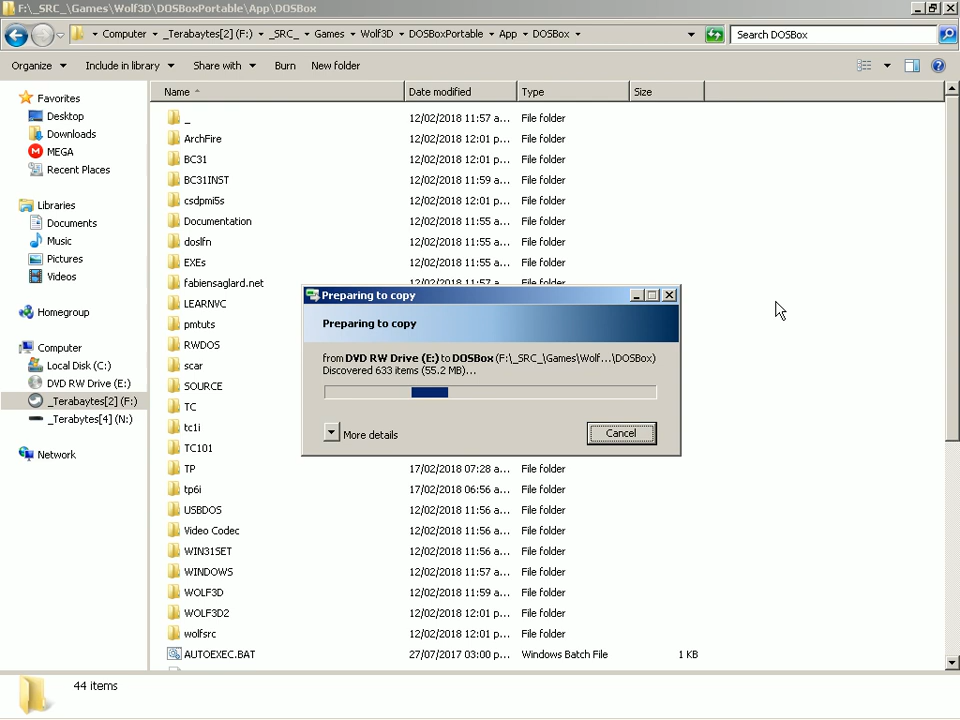 F:\_SRC_\Games\Wolf3D\DOSBoxPortable\App\DOSBox
Computer _Terabaytes[2] (F:) _SRC_ Games Wolf3D DOSBoxPortable App DOSBox Search DOSBox
Organize Include in library Share with Burn New folder
Name Date modified Type Size
Favorites
Desktop
Downloads
MEGA
Recent Places
Libraries
Documents
Music
Pictures
Videos
Homegroup
Computer
Local Disk (C:)
DVD RW Drive (E:)
_Terabaytes[2] (F:)
_Terabytes[4] (N:)
Network
_ 12/02/2018 11:57 a... File folder
ArchFire 12/02/2018 12:01 p... File folder
BC31 12/02/2018 12:01 p... File folder
BC31INST 12/02/2018 11:59 a... File folder
csdpmi5s 12/02/2018 12:01 p... File folder
Documentation 12/02/2018 11:55 a... File folder
doslfn 12/02/2018 11:55 a... File folder
EXEs 12/02/2018 11:55 a... File folder
fabiensaglard.net 12/02/2018 11:57 a... File folder
LEARNVC
pmtuts
RWDOS
scar
SOURCE
TC
tc1i
TC101
TP 17/02/2018 07:28 a... File folder
tp6i 17/02/2018 06:56 a... File folder
USBDOS 12/02/2018 11:56 a... File folder
Video Codec 12/02/2018 11:56 a... File folder
WIN31SET 12/02/2018 11:56 a... File folder
WINDOWS 12/02/2018 11:57 a... File folder
WOLF3D 12/02/2018 11:59 a... File folder
WOLF3D2 12/02/2018 12:01 p... File folder
wolfsrc 12/02/2018 12:01 p... File folder
AUTOEXEC.BAT 27/07/2017 03:00 p... Windows Batch File 1 KB
Preparing to copy
Preparing to copy
from DVD RW Drive (E:) to DOSBox (F:\_SRC_\Games\Wolf...\DOSBox)
Discovered 633 items (55.2 MB)...
More details Cancel
44 items